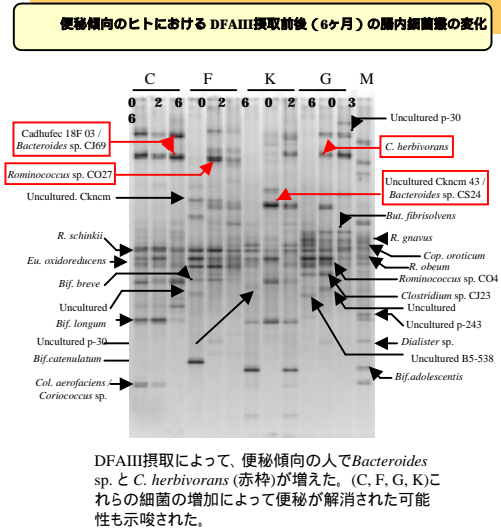 便秘傾向のヒトにおける DFAIII摂取前後(6ヶ月)の腸内細菌叢の変化
C F K G M
0 2 6 0 2 6 0 2 6 0 3
6
Uncultured p-30
Cadhufec 18F 03 /
Bacteroides sp. CJ69
C. herbivorans
Rominococcus sp. CO27
Uncultured Ckncm 43 /
Bacteroides sp. CS24
Uncultured. Ckncm
But. fibrisolvens
R. schinkii
R. gnavus
Cop. oroticum
Eu. oxidoreducens
R. obeum
Bif. breve
Rominococcus sp. CO4
Clostridium sp. CJ23
Uncultured
Uncultured
Bif. longum
Uncultured p-243
Uncultured p-30
Dialister sp.
Bif.catenulatum
Uncultured B5-538
Bif.adolescentis
Col. aerofaciens /
Coriococcus sp.
DFAIII摂取によって、便秘傾向の人でBacteroides
sp. と C. herbivorans (赤枠)が増えた。(C, F, G, K)こ
れらの細菌の増加によって便秘が解消された可能
性も示唆された。